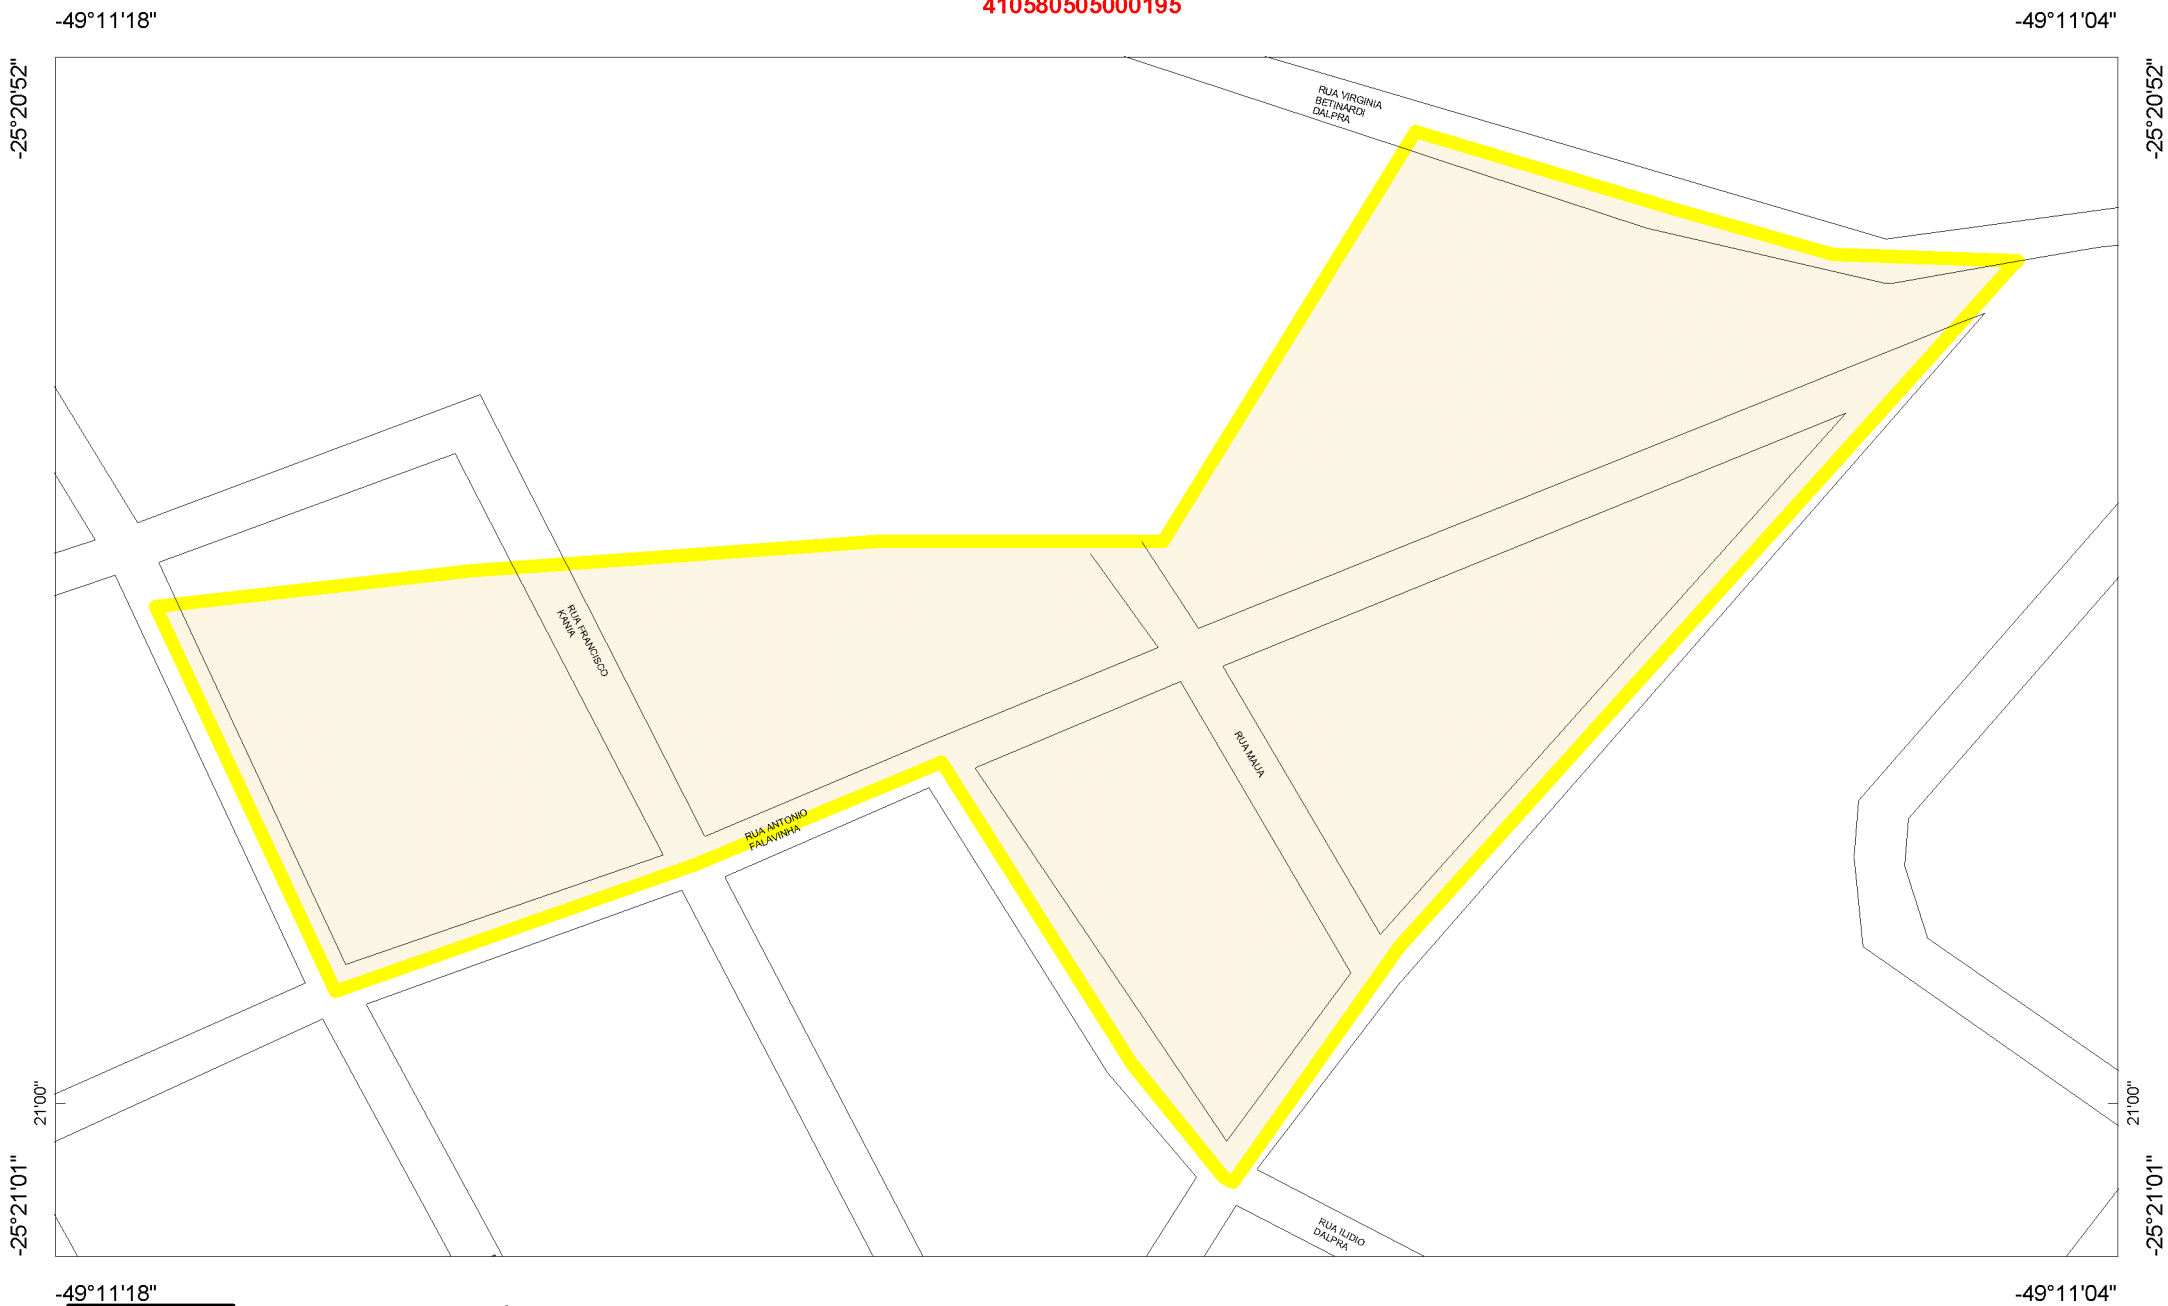 410580505000195
-49°11'18"
-49°11'04"
-25°20'52"
-25°20'52"
RUA VIRGINIA
BETINARDI
DALPRA
RUA FRANCISCO
KANIA
RUA MAUA
RUA ANTONIO
FALAVINHA
21'00"
21'00"
-25°21'01"
-25°21'01"
RUA ILIDIO
DALPRA
-49°11'18"
-49°11'04"